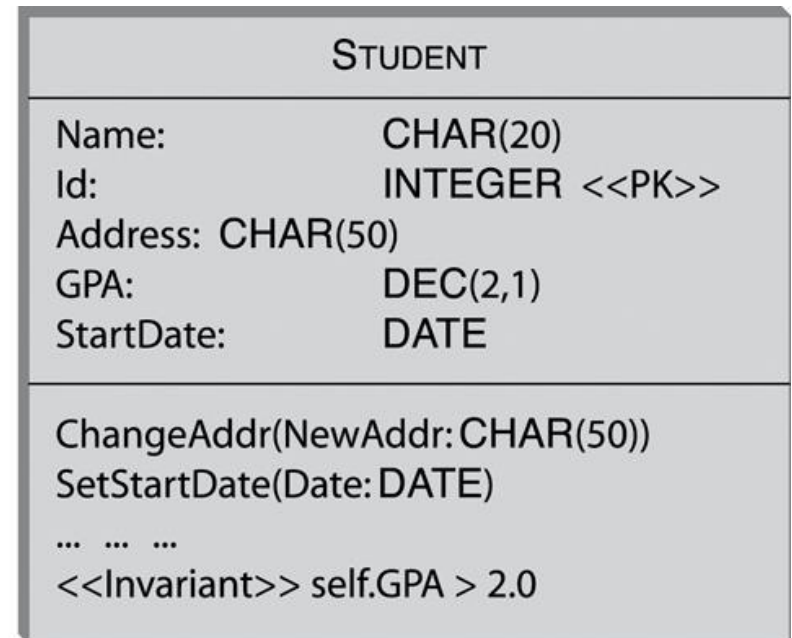 STUDENT
Name: CHAR(20)
Id: INTEGER <<PK>>
Address: CHAR(50)
GPA: DEC(2,1)
StartDate: DATE
ChangeAddr(NewAddr: CHAR(50))
SetStartDate(Date: DATE)
... ... ...
<<Invariant>> self.GPA > 2.0